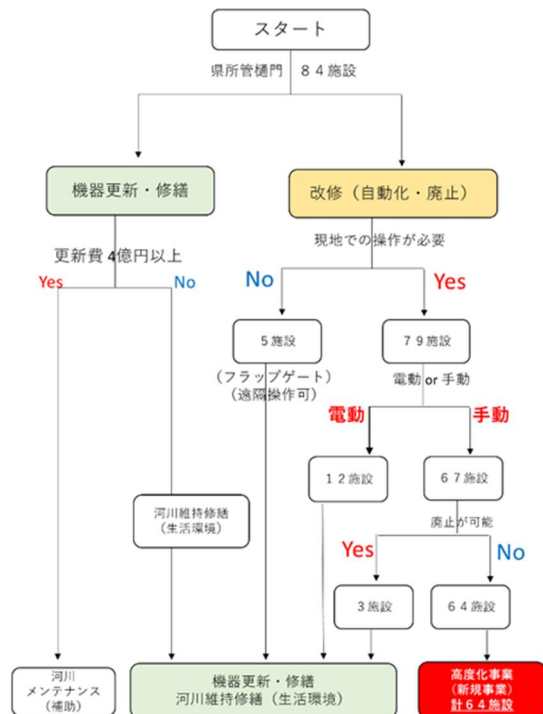 スタート
県所管樋門 ８４施設
機器更新・修繕
改修（自動化・廃止）
更新費 4億円以上
現地での操作が必要
Yes
No
No
Yes
５施設
７９施設
(フラップゲート)
(遠隔操作可)
電動 or 手動
電動
手動
１２施設
６７施設
河川維持修繕
(生活環境)
廃止が可能
Yes
No
３施設
６４施設
河川
メンテナンス
(補助)
機器更新・修繕
河川維持修繕（生活環境）
高度化事業
(新規事業)
計６４施設